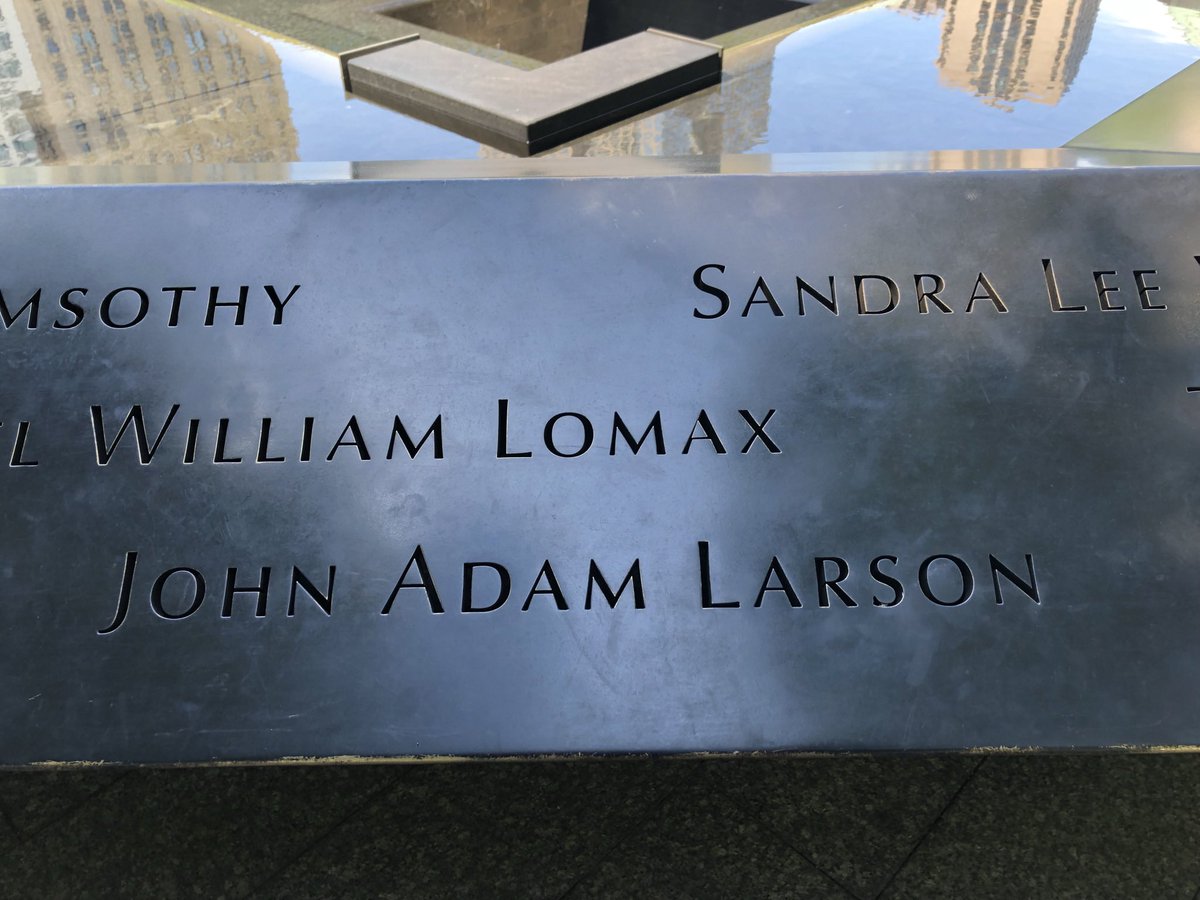 MSOTHY SANDRA LEE
L WILLIAM LOMAX
JOHN ADAM LARSON